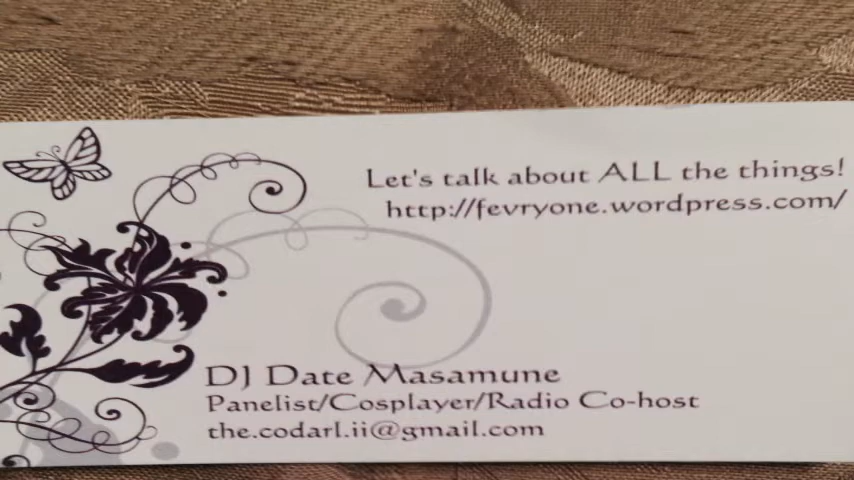 Let's talk about ALL the things!
http://fevryone.wordpress.com/
DJ Date Masamune
Panelist/Cosplayer/Radio Co-host
the.codarl.ii@gmail.com